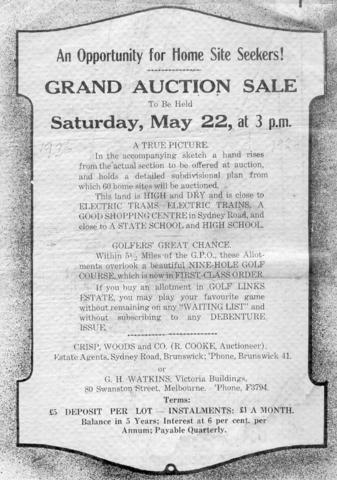 An Opportunity for Home Site Seekers!
GRAND AUCTION SALE
To Be Held
Saturday, May 22, at 3 p.m.
A TRUE PICTURE.
In the accompanying sketch a hand rises
from the actual section to be offered at auction,
and holds a detailed subdivisional plan from
which 60 home sites will be auctioned.
This land is HIGH and DRY and is close to
ELECTRIC TRAMS—ELECTRIC TRAINS, A
GOOD SHOPPING CENTRE in Sydney Road, and
close to A STATE SCHOOL and HIGH SCHOOL.
GOLFERS' GREAT CHANCE.
Within 5½ Miles of the G.P.O., these Allot-
ments overlook a beautiful NINE-HOLE GOLF
COURSE, which is now in FIRST-CLASS ORDER.
If you buy an allotment in GOLF LINKS
ESTATE, you may play your favourite game
without remaining on any "WAITING LIST" and
without subscribing to any DEBENTURE
ISSUE.
CRISP, WOODS and CO. (R. COOKE, Auctioneer),
Estate Agents, Sydney Road, Brunswick; 'Phone, Brunswick 41.
or
G. H. WATKINS, Victoria Buildings,
80 Swanston Street, Melbourne. 'Phone, F3794.
Terms:
£5 DEPOSIT PER LOT — INSTALMENTS: £1 A MONTH.
Balance in 5 Years; Interest at 6 per cent. per
Annum; Payable Quarterly.